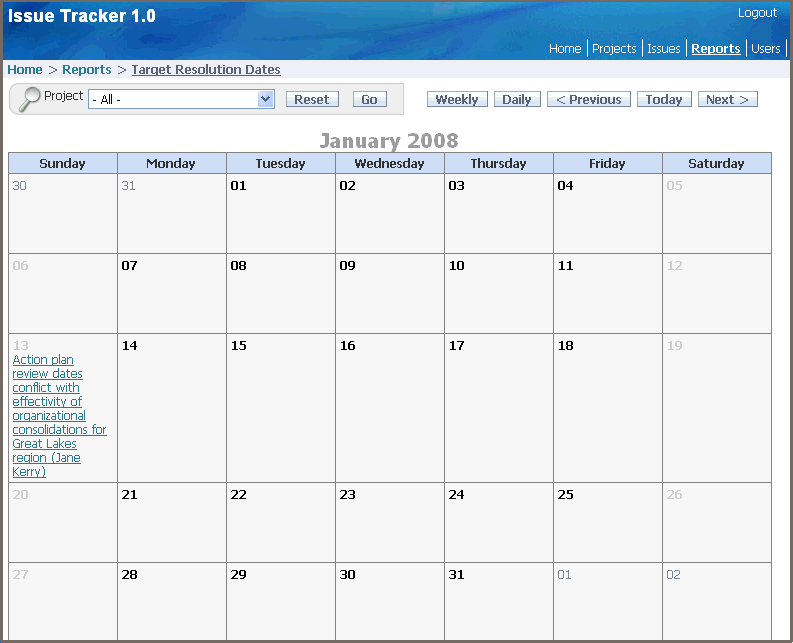 Issue Tracker 1.0
Logout
Home Projects Issues Reports Users
Home > Reports > Target Resolution Dates
Project - All - Reset Go Weekly Daily < Previous Today Next >
January 2008
Sunday Monday Tuesday Wednesday Thursday Friday Saturday
30 31 01 02 03 04 05
06 07 08 09 10 11 12
13 14 15 16 17 18 19
Action plan
review dates
conflict with
effectivity of
organizational
consolidations for
Great Lakes
region (Jane
Kerry)
20 21 22 23 24 25 26
27 28 29 30 31 01 02